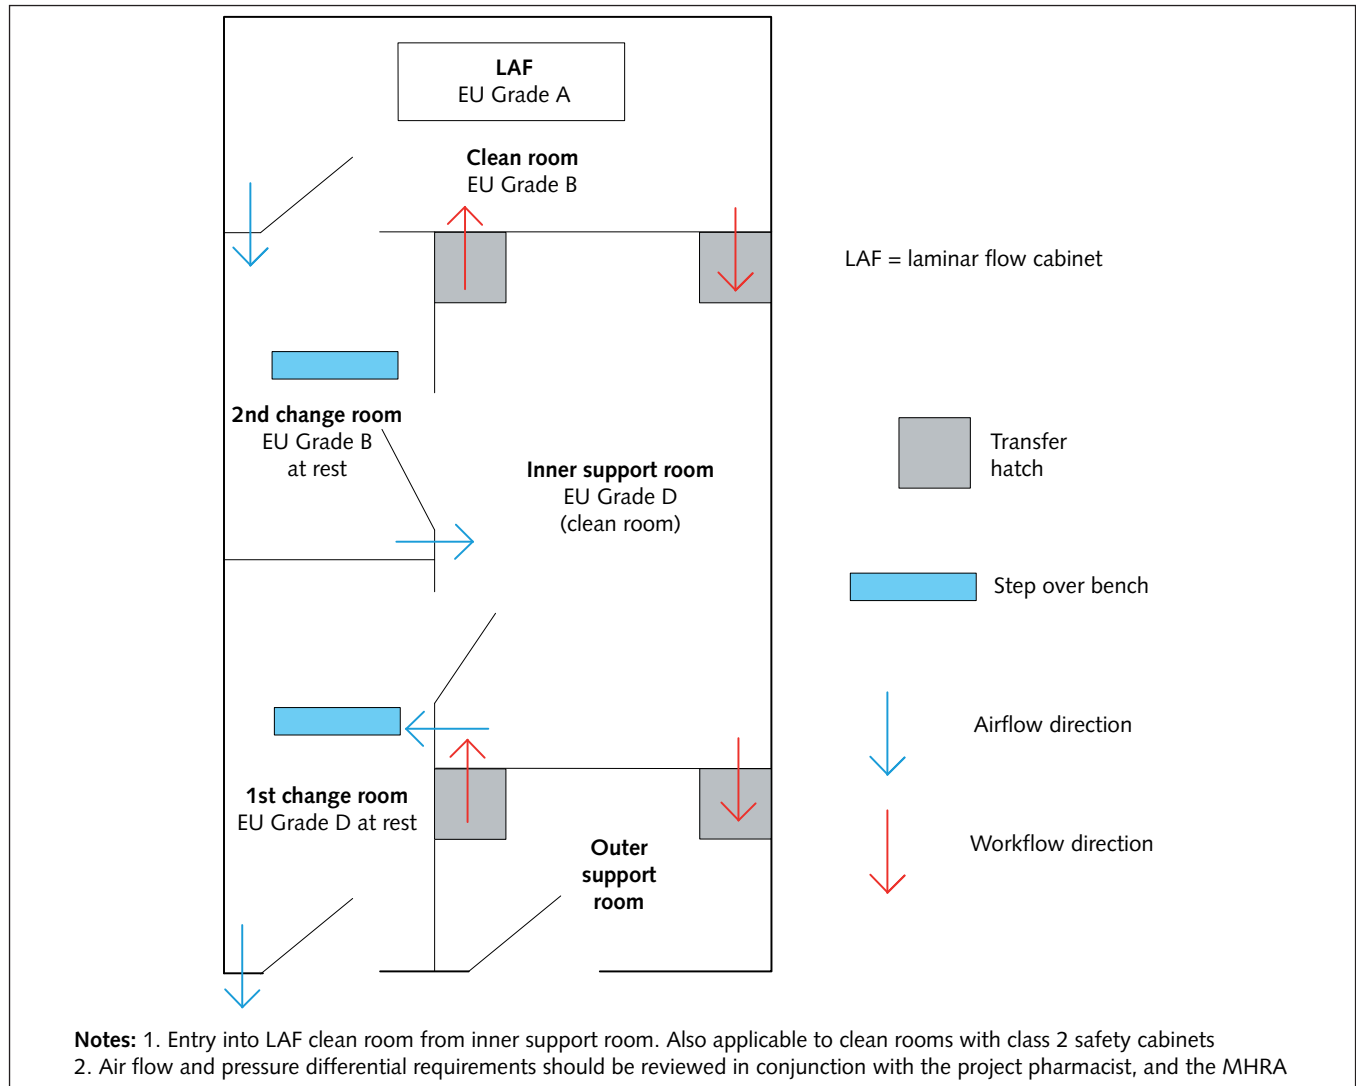 LAF
EU Grade A
Clean room
EU Grade B
LAF = laminar flow cabinet
2nd change room
EU Grade B
at rest
Inner support room
EU Grade D
(clean room)
Transfer
hatch
Step over bench
Airflow direction
1st change room
EU Grade D at rest
Outer
support
room
Workflow direction
Notes: 1. Entry into LAF clean room from inner support room. Also applicable to clean rooms with class 2 safety cabinets
2. Air flow and pressure differential requirements should be reviewed in conjunction with the project pharmacist, and the MHRA